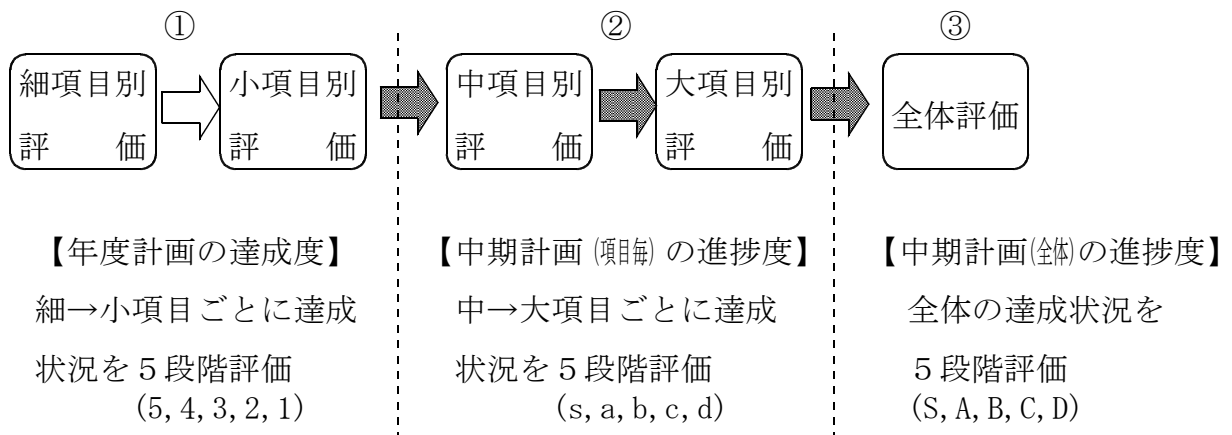 ①
②
③
細項目別
評　　価
小項目別
評　　価
中項目別
評　　価
大項目別
評　　価
全体評価
【年度計画の達成度】
細→小項目ごとに達成
状況を５段階評価
(5,4,3,2,1)
【中期計画(項目毎)の進捗度】
中→大項目ごとに達成
状況を５段階評価
(s,a,b,c,d)
【中期計画(全体)の進捗度】
全体の達成状況を
５段階評価
(S,A,B,C,D)